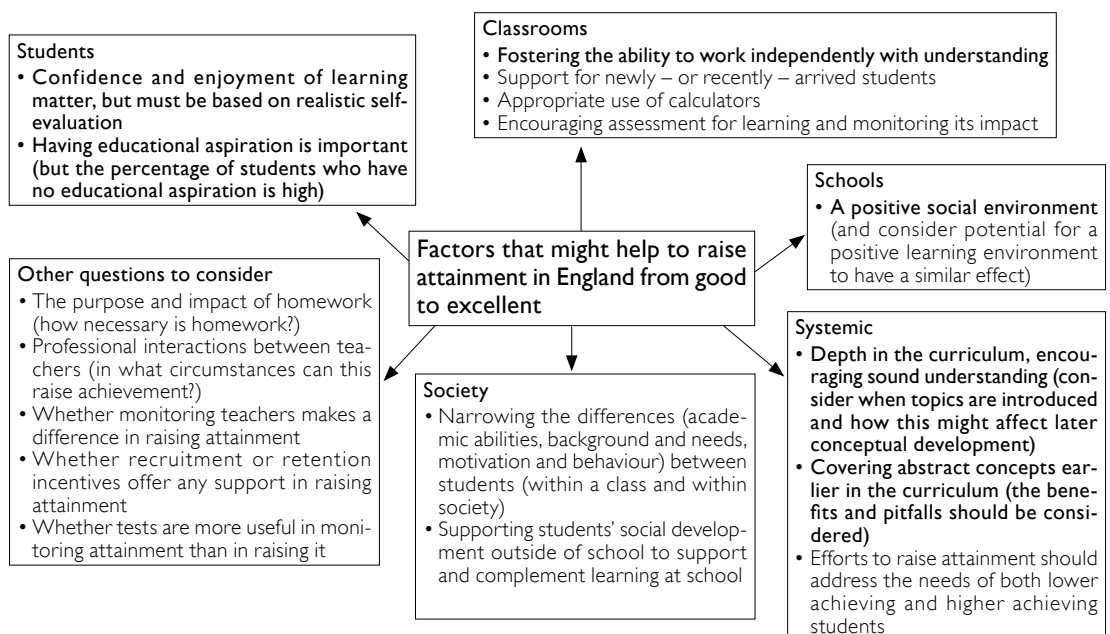 Students
• Confidence and enjoyment of learning
matter, but must be based on realistic self-
evaluation
• Having educational aspiration is important
(but the percentage of students who have
no educational aspiration is high)
Classrooms
• Fostering the ability to work independently with understanding
• Support for newly – or recently – arrived students
• Appropriate use of calculators
• Encouraging assessment for learning and monitoring its impact
Schools
• A positive social environment
(and consider potential for a
positive learning environment
to have a similar effect)
Factors that might help to raise
attainment in England from good
to excellent
Other questions to consider
• The purpose and impact of homework
(how necessary is homework?)
• Professional interactions between tea-
chers (in what circumstances can this
raise achievement?)
• Whether monitoring teachers makes a
difference in raising attainment
• Whether recruitment or retention
incentives offer any support in raising
attainment
• Whether tests are more useful in moni-
toring attainment than in raising it
Society
• Narrowing the differences (acade-
mic abilities, background and needs,
motivation and behaviour) between
students (within a class and within
society)
• Supporting students' social develop-
ment outside of school to support
and complement learning at school
Systemic
• Depth in the curriculum, encou-
raging sound understanding (con-
sider when topics are introduced
and how this might affect later
conceptual development)
• Covering abstract concepts ear-
lier in the curriculum (the bene-
fits and pitfalls should be consi-
dered)
• Efforts to raise attainment should
address the needs of both lower
achieving and higher achieving
students